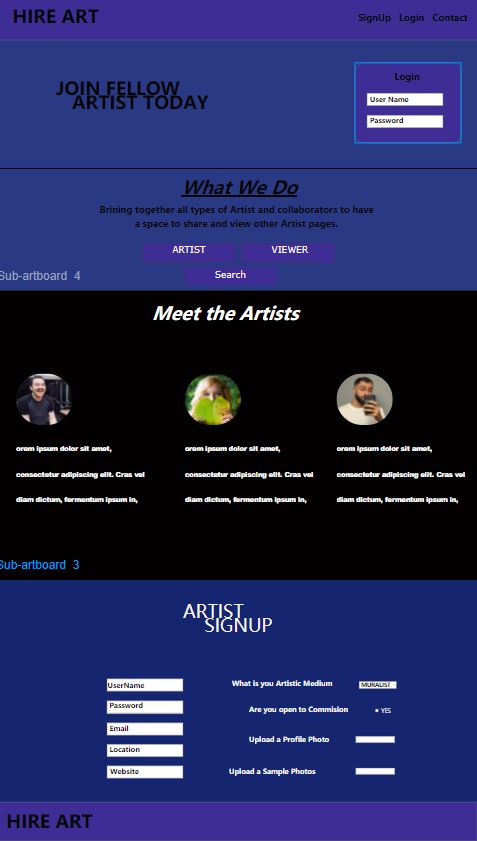 HIRE ART
SignUp Login Contact
JOIN FELLOW
ARTIST TODAY
Login
User Name
Password
What We Do
Brining together all types of Artist and collaborators to have
a space to share and view other Artist pages.
ARTIST VIEWER
Search
Sub-artboard 4
Meet the Artists
orem ipsum dolor sit amet,
consectetur adipiscing elit. Cras vel
diam dictum, fermentum ipsum in,
orem ipsum dolor sit amet,
consectetur adipiscing elit. Cras vel
diam dictum, fermentum ipsum in,
orem ipsum dolor sit amet,
consectetur adipiscing elit. Cras vel
diam dictum, fermentum ipsum in,
Sub-artboard 3
ARTIST
SIGNUP
UserName
Password
Email
Location
Website
What is you Artistic Medium MURALIST
Are you open to Commision YES
Upload a Profile Photo
Upload a Sample Photos
HIRE ART